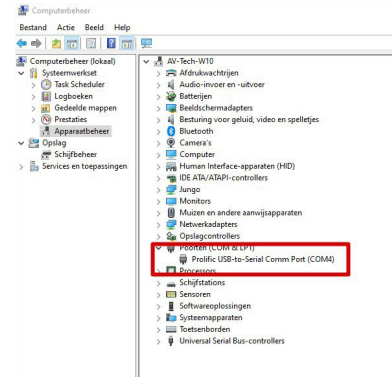 Computerbeheer
Bestand Actie Beeld Help
Computerbeheer (lokaal)
Systeemwerkset
Task Scheduler
Logboeken
Gedeelde mappen
Prestaties
Apparaatbeheer
Opslag
Schijfbeheer
Services en toepassingen
AV-Tech-W10
Afdrukwachtrijen
Audio-invoer en -uitvoer
Batterijen
Beeldschermadapters
Besturing voor geluid, video en spelletjes
Bluetooth
Camera's
Computer
Human Interface-apparaten (HID)
IDE ATA/ATAPI-controllers
Jungo
Monitors
Muizen en andere aanwijsapparaten
Netwerkadapters
Opslagcontrollers
Poorten (COM & LPT)
Prolific USB-to-Serial Comm Port (COM4)
Processors
Schijfstations
Sensoren
Softwareoplossingen
Systeemapparaten
Toetsenborden
Universal Serial Bus-controllers